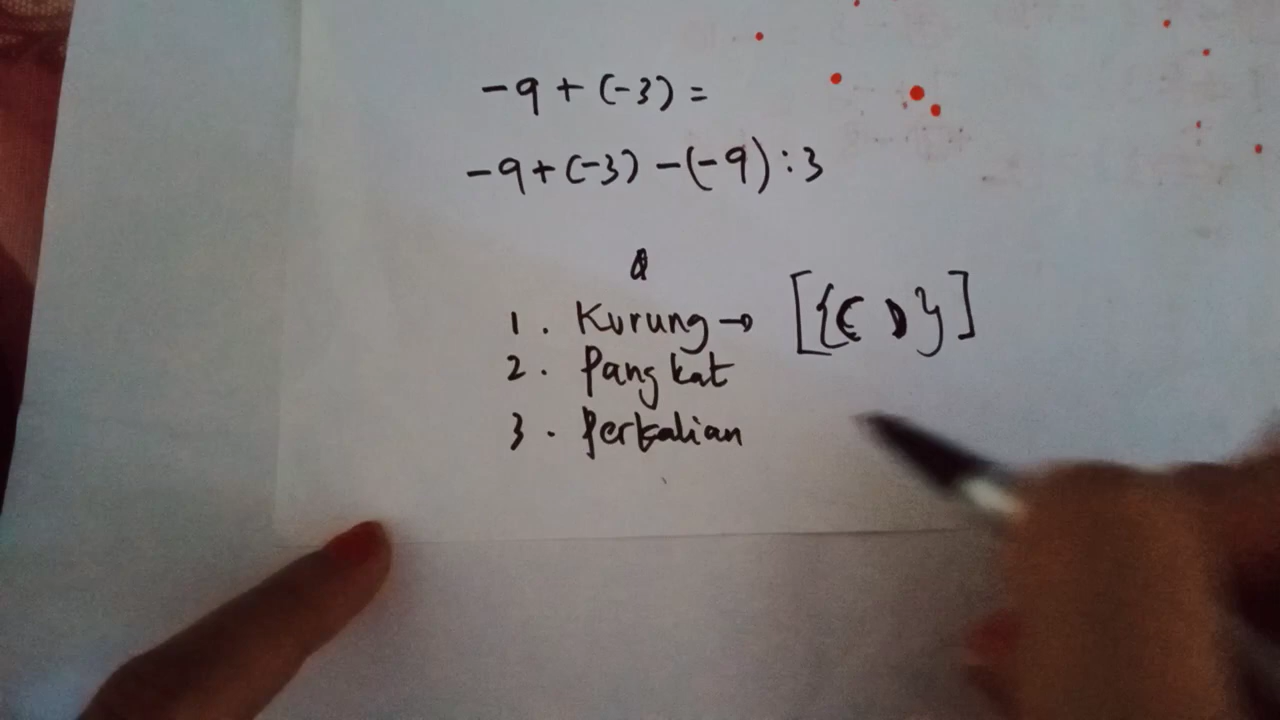 -9 + (-3) =
-9 + (-3) - (-9) : 3
1. Kurung → [{( )}]
2. Pangkat
3. Perkalian